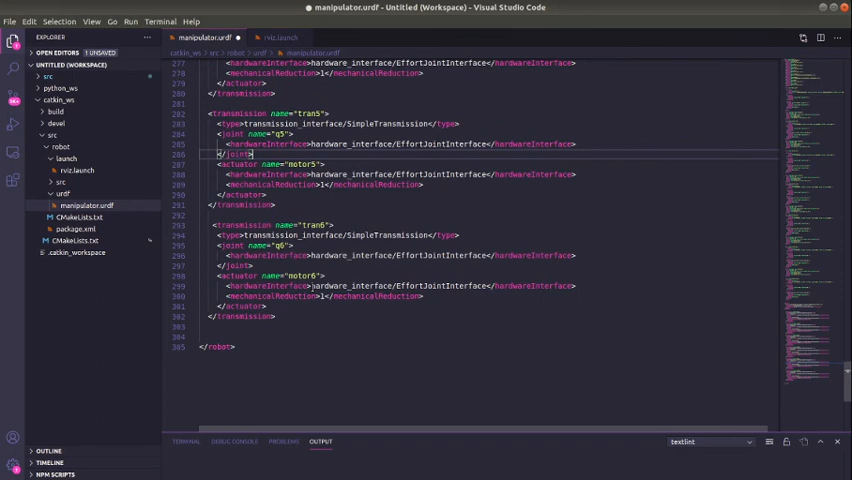 manipulator.urdf - Untitled (Workspace) - Visual Studio Code
File Edit Selection View Go Run Terminal Help
EXPLORER
OPEN EDITORS 1 UNSAVED
UNTITLED (WORKSPACE)
src
python_ws
catkin_ws
build
devel
src
robot
launch
rviz.launch
src
urdf
manipulator.urdf
CMakeLists.txt
package.xml
CMakeLists.txt
.catkin_workspace
OUTLINE
TIMELINE
NPM SCRIPTS
manipulator.urdf rviz.launch
catkin_ws > src > robot > urdf > manipulator.urdf
277 <hardwareInterface>hardware_interface/EffortJointInterface</hardwareInterface>
278 <mechanicalReduction>1</mechanicalReduction>
279 </actuator>
280 </transmission>
281
282 <transmission name="tran5">
283 <type>transmission_interface/SimpleTransmission</type>
284 <joint name="q5">
285 <hardwareInterface>hardware_interface/EffortJointInterface</hardwareInterface>
286 </joint>
287 <actuator name="motor5">
288 <hardwareInterface>hardware_interface/EffortJointInterface</hardwareInterface>
289 <mechanicalReduction>1</mechanicalReduction>
290 </actuator>
291 </transmission>
292
293 <transmission name="tran6">
294 <type>transmission_interface/SimpleTransmission</type>
295 <joint name="q6">
296 <hardwareInterface>hardware_interface/EffortJointInterface</hardwareInterface>
297 </joint>
298 <actuator name="motor6">
299 <hardwareInterface>hardware_interface/EffortJointInterface</hardwareInterface>
300 <mechanicalReduction>1</mechanicalReduction>
301 </actuator>
302 </transmission>
303
304
305 </robot>
TERMINAL DEBUG CONSOLE PROBLEMS OUTPUT
textlint